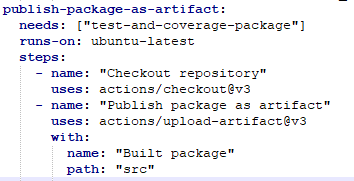 publish-package-as-artifact:
  needs: ["test-and-coverage-package"]
  runs-on: ubuntu-latest
  steps:
    - name: "Checkout repository"
      uses: actions/checkout@v3
    - name: "Publish package as artifact"
      uses: actions/upload-artifact@v3
      with:
        name: "Built package"
        path: "src"